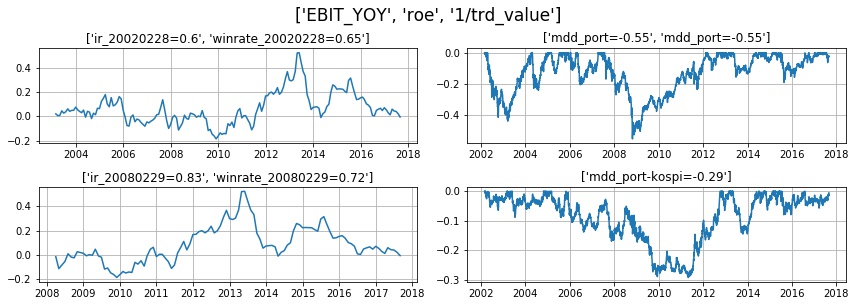 ['EBIT_YOY', 'roe', '1/trd_value']
['ir_20020228=0.6', 'winrate_20020228=0.65']
0.4
0.2
0.0
−0.2
2004 2006 2008 2010 2012 2014 2016 2018
['mdd_port=-0.55', 'mdd_port=-0.55']
0.0
−0.2
−0.4
2002 2004 2006 2008 2010 2012 2014 2016 2018
['ir_20080229=0.83', 'winrate_20080229=0.72']
0.4
0.2
0.0
−0.2
2008 2009 2010 2011 2012 2013 2014 2015 2016 2017 2018
['mdd_port-kospi=-0.29']
0.0
−0.1
−0.2
−0.3
2002 2004 2006 2008 2010 2012 2014 2016 2018